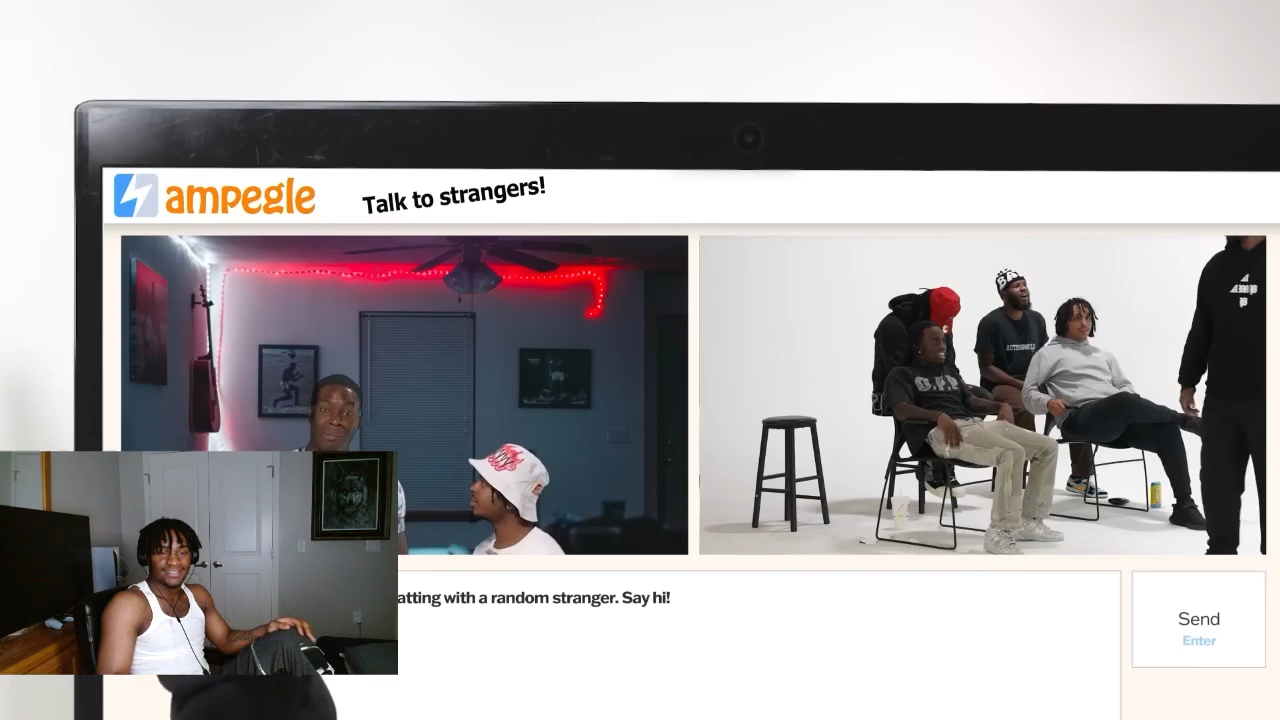 ampegle
Talk to strangers!
atting with a random stranger. Say hi!
Send
Enter